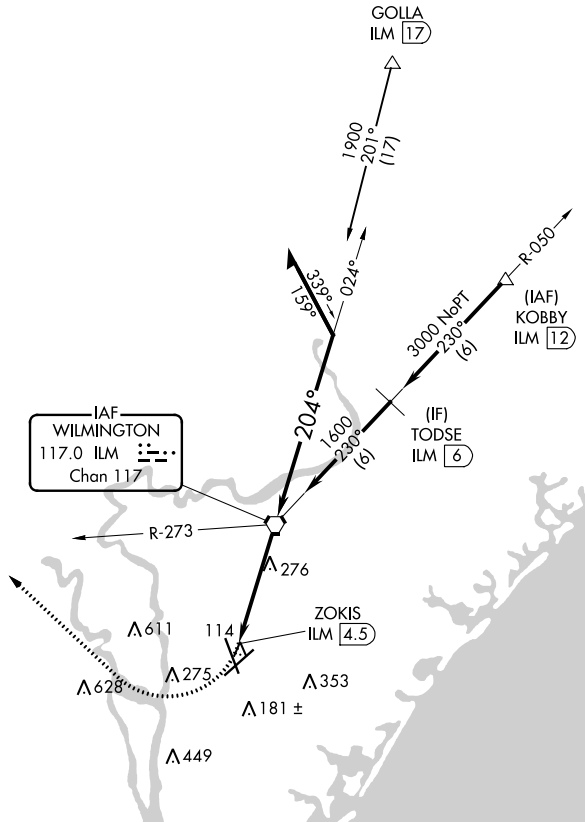 GOLLA
ILM 17
1900
201°
(17)
R-050
339°
159°
024°
(IAF)
KOBBY
ILM 12
3000 NoPT
230°
(6)
204°
1600
230°
(6)
(IF)
TODSE
ILM 6
IAF
WILMINGTON
117.0 ILM
Chan 117
R-273
276
ZOKIS
ILM 4.5
611
114
275
353
628
181 ±
449